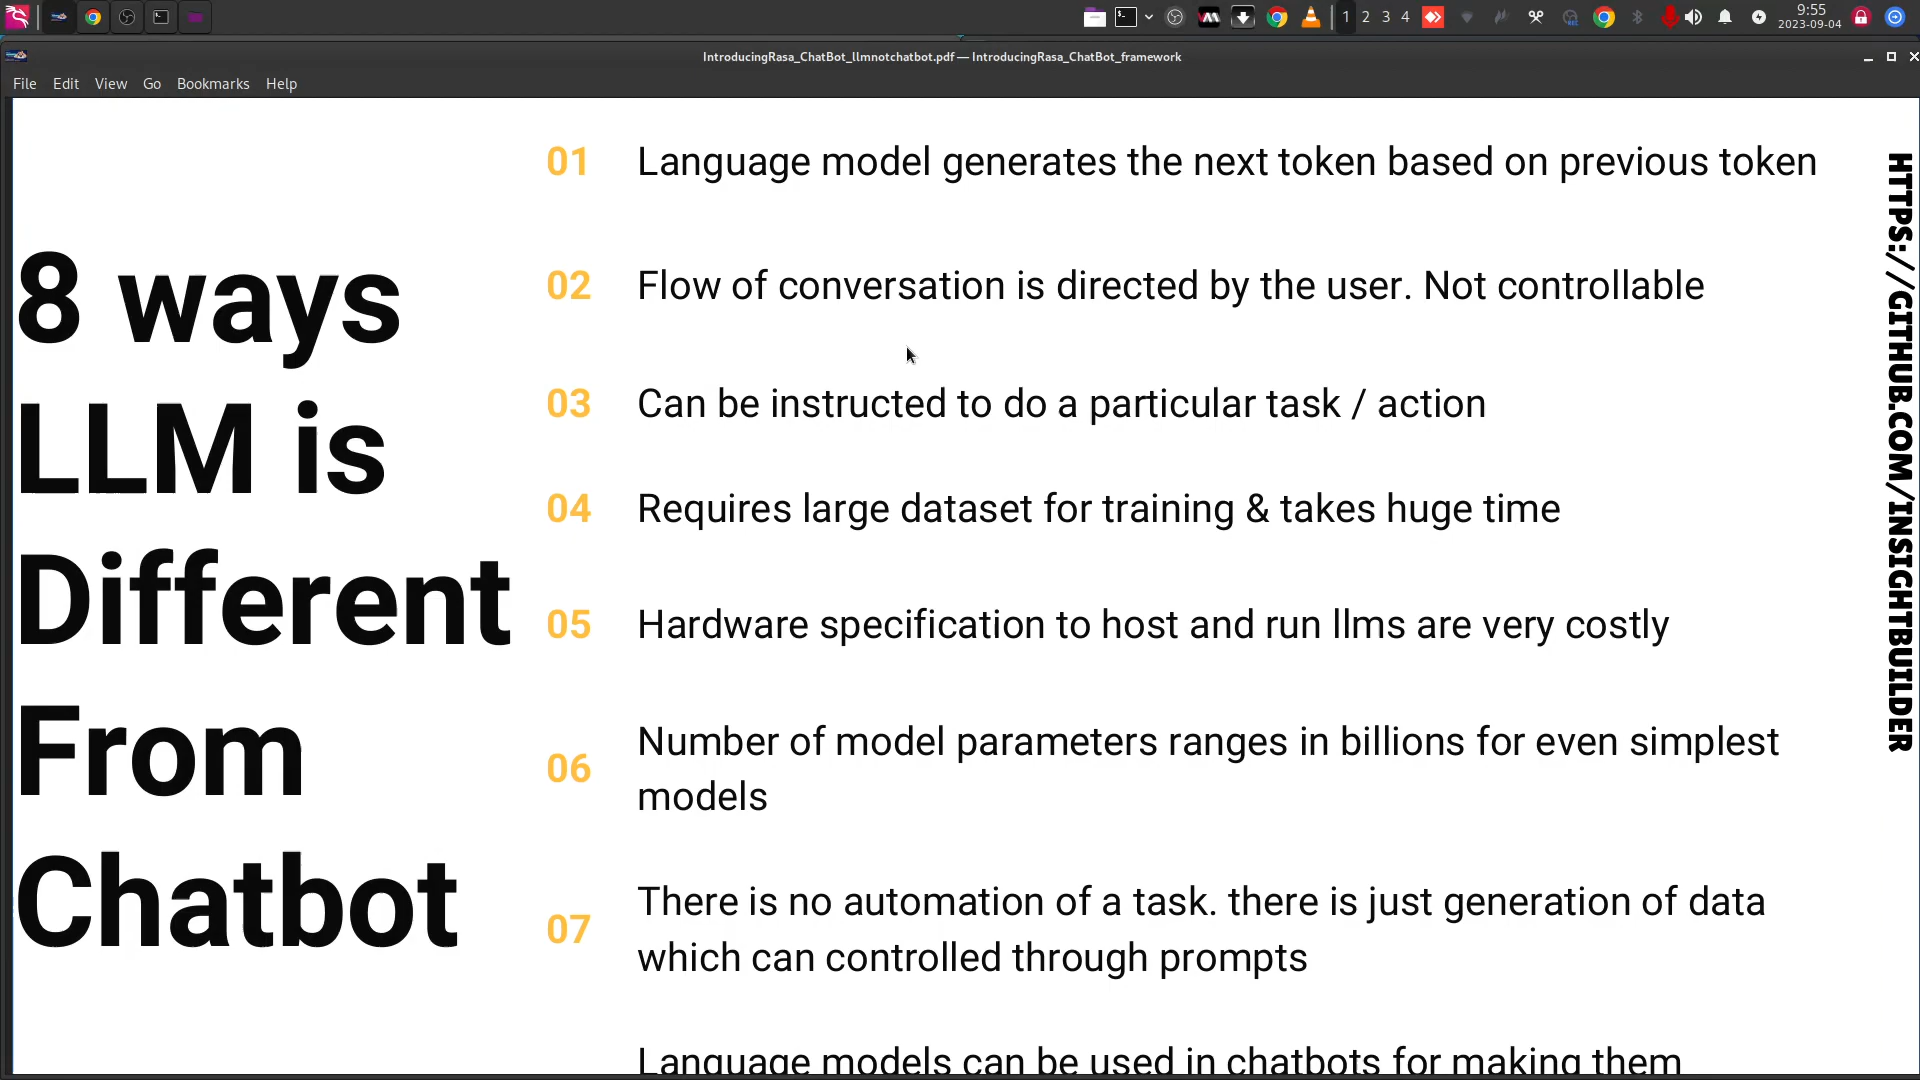 1 2 3 4
9:55
2023-09-04
IntroducingRasa_ChatBot_llmnotchatbot.pdf — IntroducingRasa_ChatBot_framework
File Edit View Go Bookmarks Help
8 ways
LLM is
Different
From
Chatbot
01 Language model generates the next token based on previous token
02 Flow of conversation is directed by the user. Not controllable
03 Can be instructed to do a particular task / action
04 Requires large dataset for training & takes huge time
05 Hardware specification to host and run llms are very costly
06 Number of model parameters ranges in billions for even simplest
models
07 There is no automation of a task. there is just generation of data
which can controlled through prompts
Language models can be used in chatbots for making them
HTTPS://GITHUB.COM/INSIGHTBUILDER